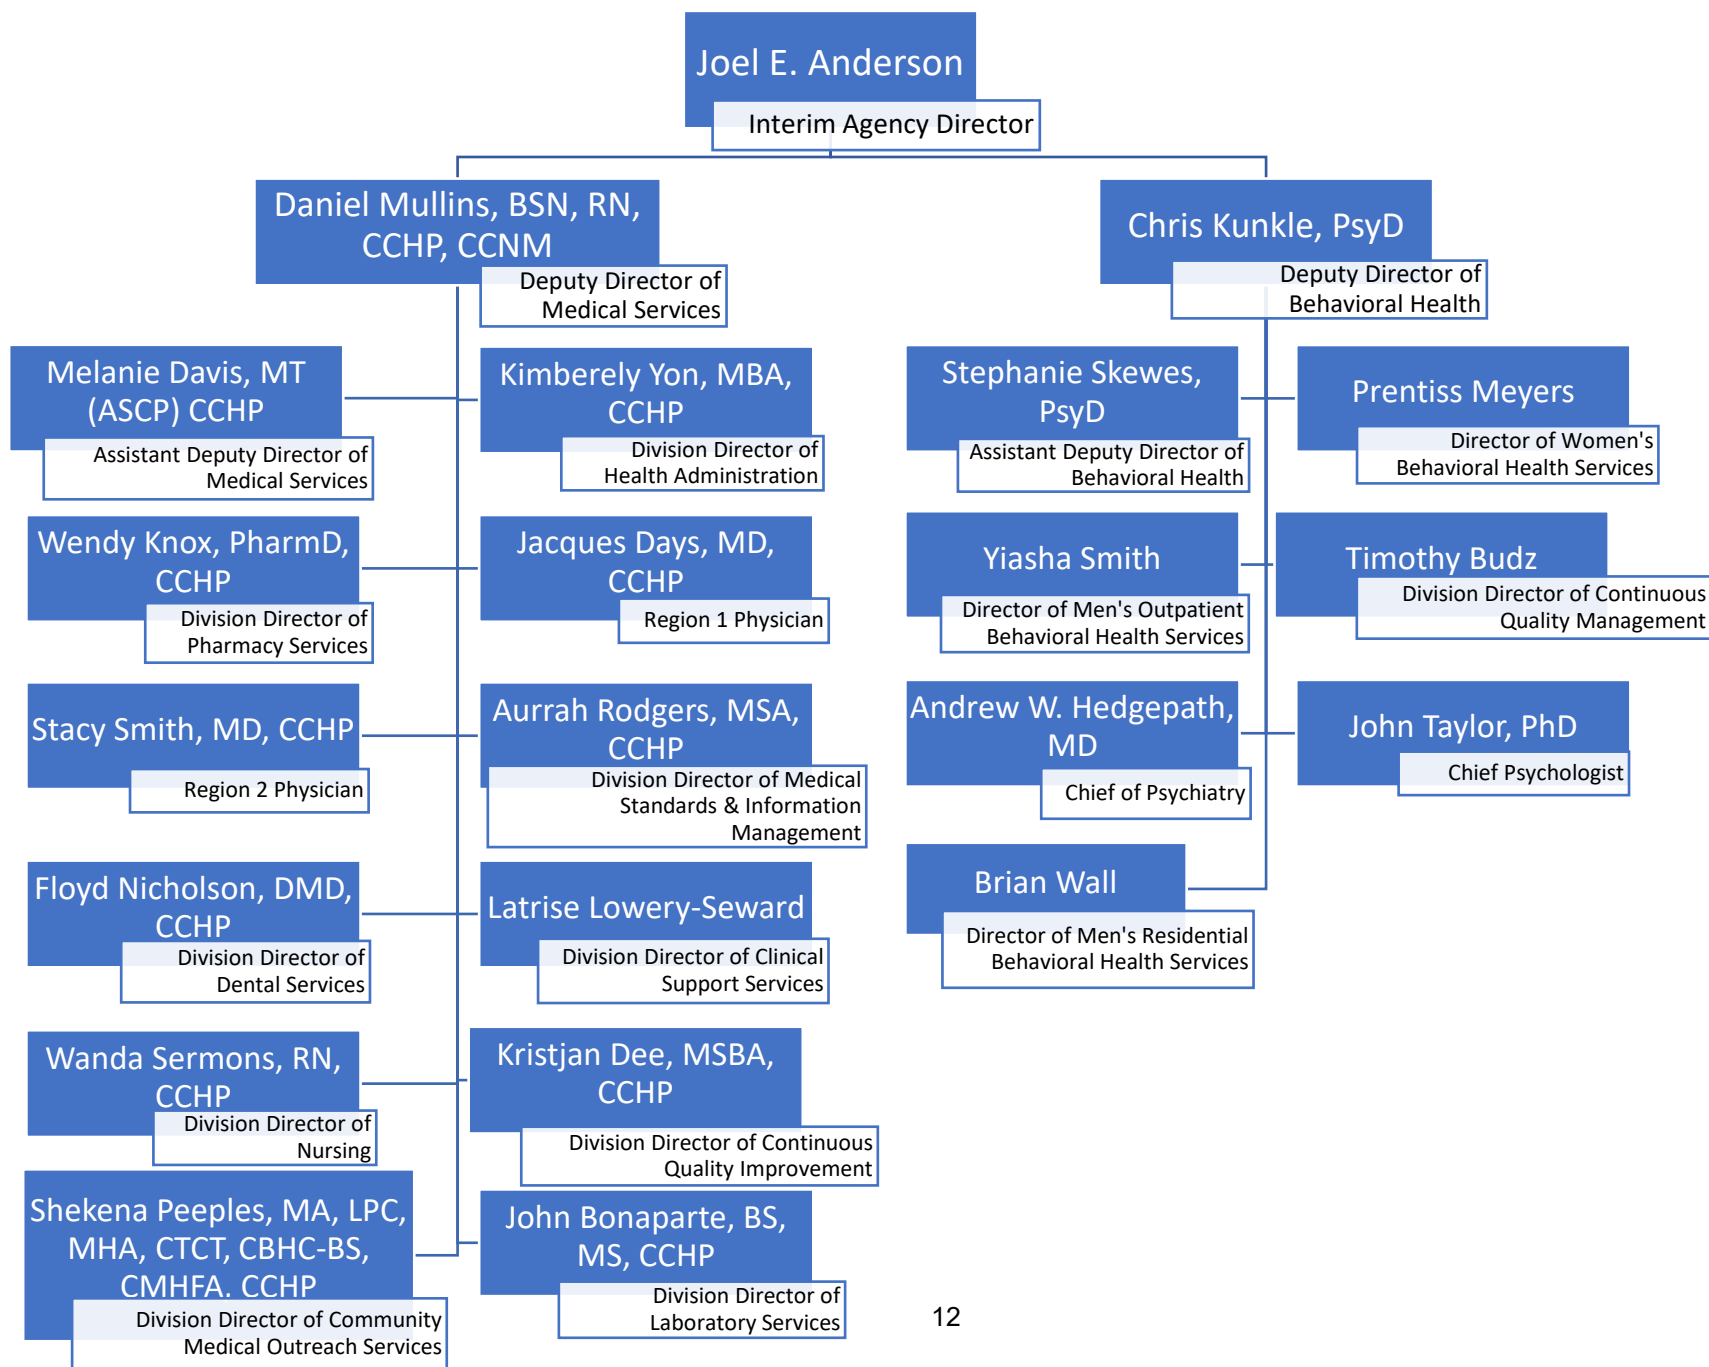 Joel E. Anderson
Interim Agency Director
Daniel Mullins, BSN, RN,
CCHP, CCNM
Deputy Director of
Medical Services
Chris Kunkle, PsyD
Deputy Director of
Behavioral Health
Melanie Davis, MT
(ASCP) CCHP
Assistant Deputy Director of
Medical Services
Kimberely Yon, MBA,
CCHP
Division Director of
Health Administration
Stephanie Skewes,
PsyD
Assistant Deputy Director of
Behavioral Health
Prentiss Meyers
Director of Women's
Behavioral Health Services
Wendy Knox, PharmD,
CCHP
Division Director of
Pharmacy Services
Jacques Days, MD,
CCHP
Region 1 Physician
Yiasha Smith
Director of Men's Outpatient
Behavioral Health Services
Timothy Budz
Division Director of Continuous
Quality Management
Stacy Smith, MD, CCHP
Region 2 Physician
Aurrah Rodgers, MSA,
CCHP
Division Director of Medical
Standards & Information
Management
Andrew W. Hedgepath,
MD
Chief of Psychiatry
John Taylor, PhD
Chief Psychologist
Floyd Nicholson, DMD,
CCHP
Division Director of
Dental Services
Latrise Lowery-Seward
Division Director of Clinical
Support Services
Brian Wall
Director of Men's Residential
Behavioral Health Services
Wanda Sermons, RN,
CCHP
Division Director of
Nursing
Kristjan Dee, MSBA,
CCHP
Division Director of Continuous
Quality Improvement
Shekena Peeples, MA, LPC,
MHA, CTCT, CBHC-BS,
CMHFA, CCHP
Division Director of Community
Medical Outreach Services
John Bonaparte, BS,
MS, CCHP
Division Director of
Laboratory Services
12